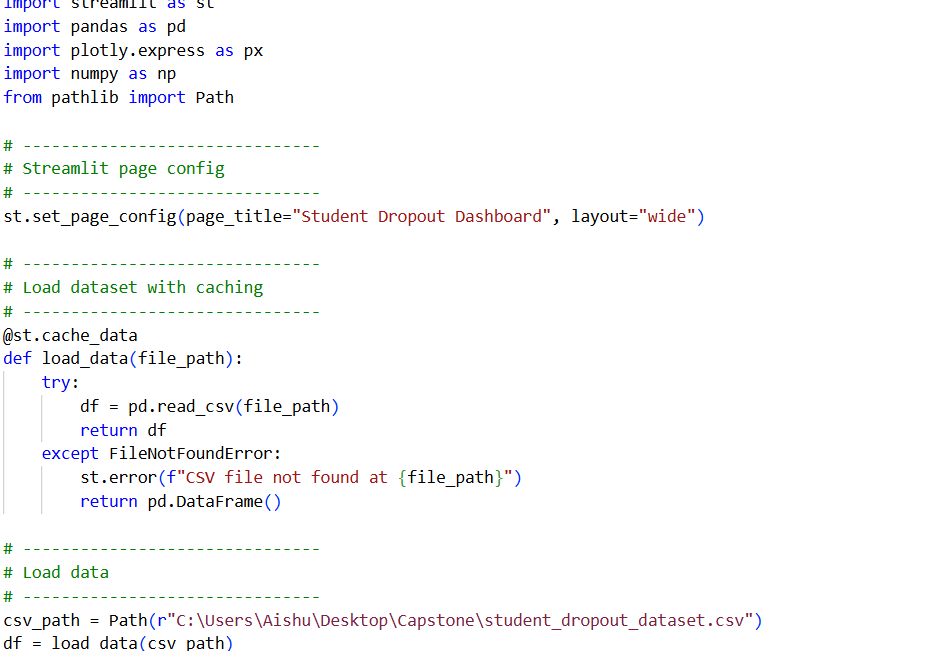 import streamlit as st
import pandas as pd
import plotly.express as px
import numpy as np
from pathlib import Path
# -------------------------------
# Streamlit page config
# -------------------------------
st.set_page_config(page_title="Student Dropout Dashboard", layout="wide")
# -------------------------------
# Load dataset with caching
# -------------------------------
@st.cache_data
def load_data(file_path):
    try:
        df = pd.read_csv(file_path)
        return df
    except FileNotFoundError:
        st.error(f"CSV file not found at {file_path}")
        return pd.DataFrame()
# -------------------------------
# Load data
# -------------------------------
csv_path = Path(r"C:\Users\Aishu\Desktop\Capstone\student_dropout_dataset.csv")
df = load_data(csv_path)